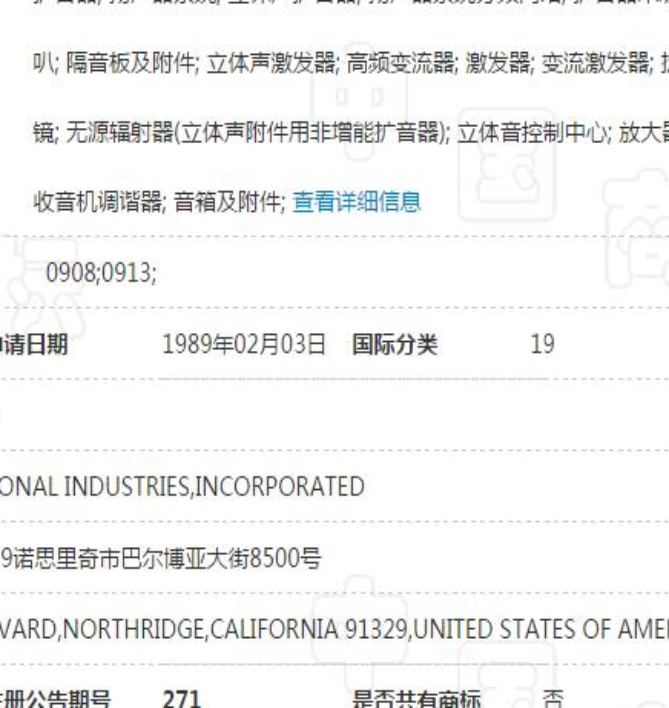 叭; 隔音板及附件; 立体声激发器; 高频变流器; 激发器; 变流激发器;
镜; 无源辐射器(立体声附件用非增能扩音器); 立体音控制中心; 放大器
收音机调谐器; 音箱及附件; 查看详细信息
0908;0913;
申请日期 1989年02月03日 国际分类 19
ONAL INDUSTRIES,INCORPORATED
9诺思里奇市巴尔博亚大街8500号
VARD,NORTHRIDGE,CALIFORNIA 91329,UNITED STATES OF AME
注册公告期号 271 是否共有商标 否